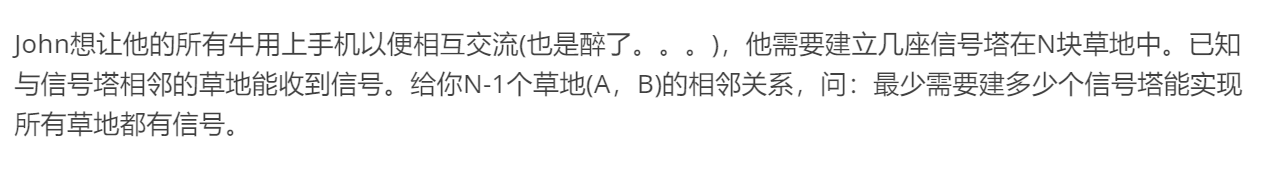 John想让他的所有牛用上手机以便相互交流(也是醉了。。。)，他需要建立几座信号塔在N块草地中。已知
与信号塔相邻的草地能收到信号。给你N-1个草地(A，B)的相邻关系，问：最少需要建多少个信号塔能实现
所有草地都有信号。